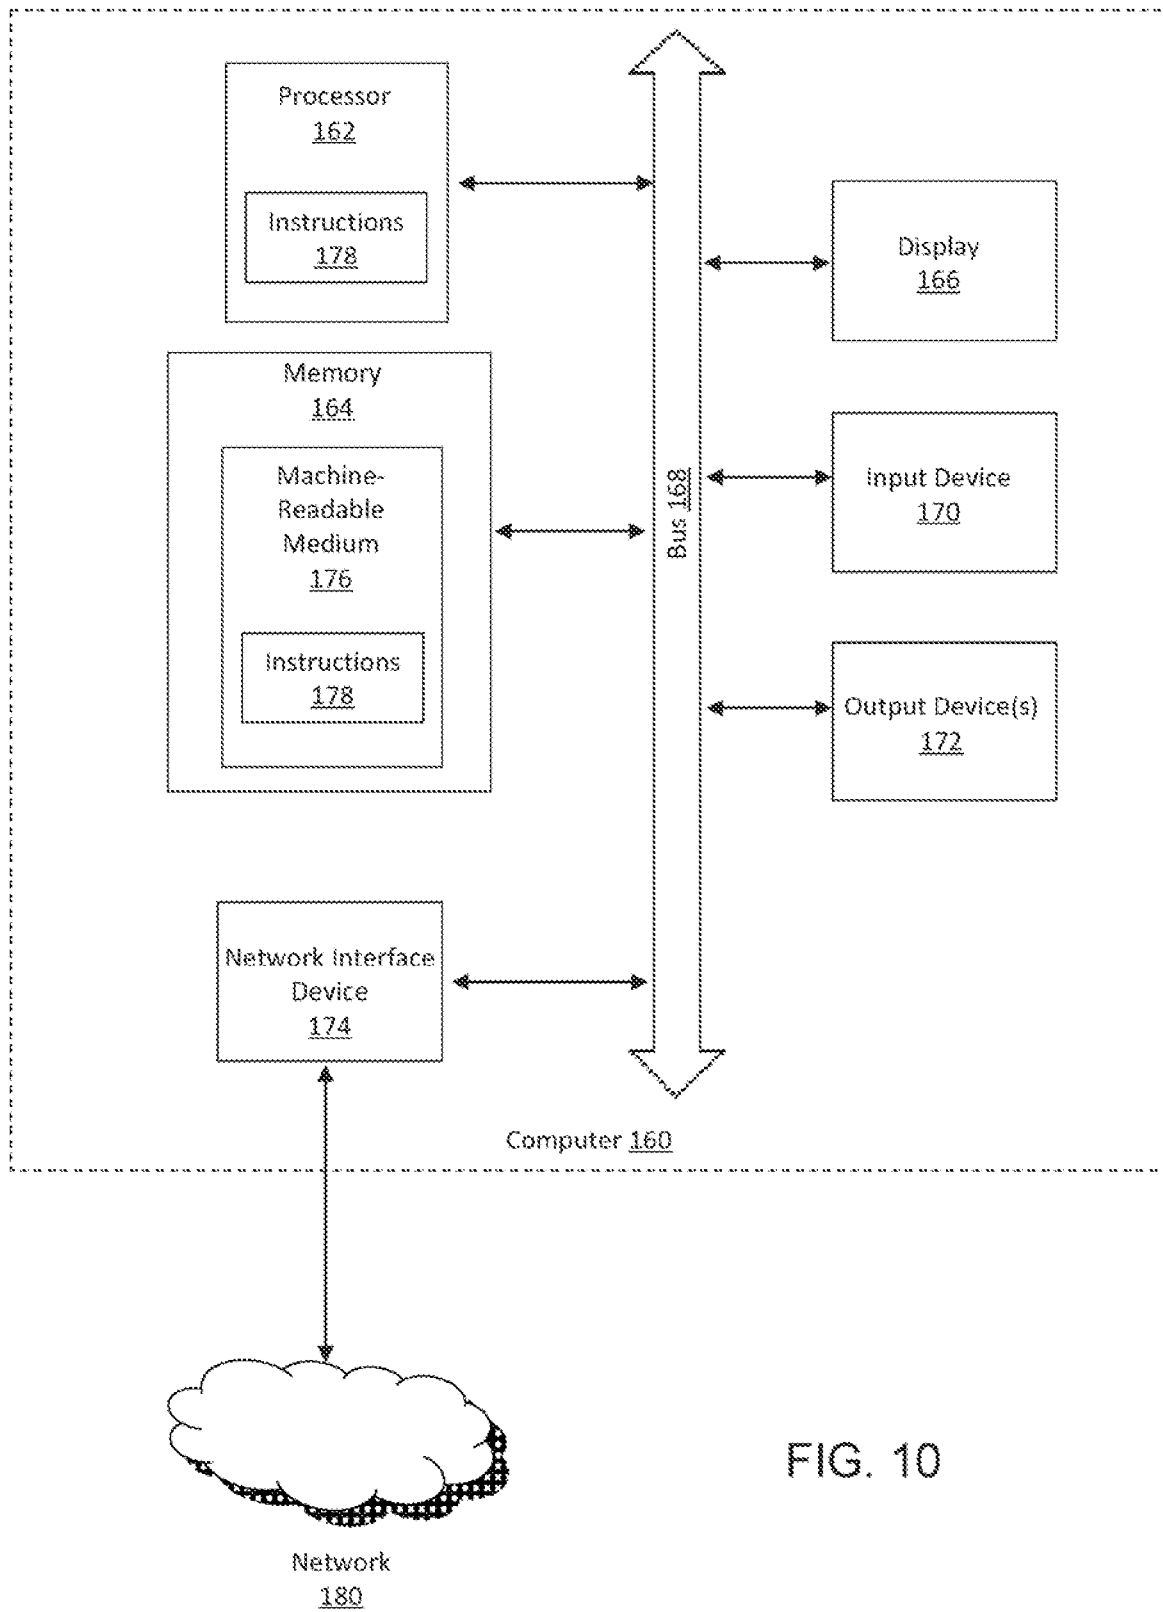 Processor
162
Instructions
178
Memory
164
Machine-
Readable
Medium
176
Instructions
178
Network Interface
Device
174
Bus 168
Display
166
Input Device
170
Output Device(s)
172
Computer 160
Network
180
FIG. 10